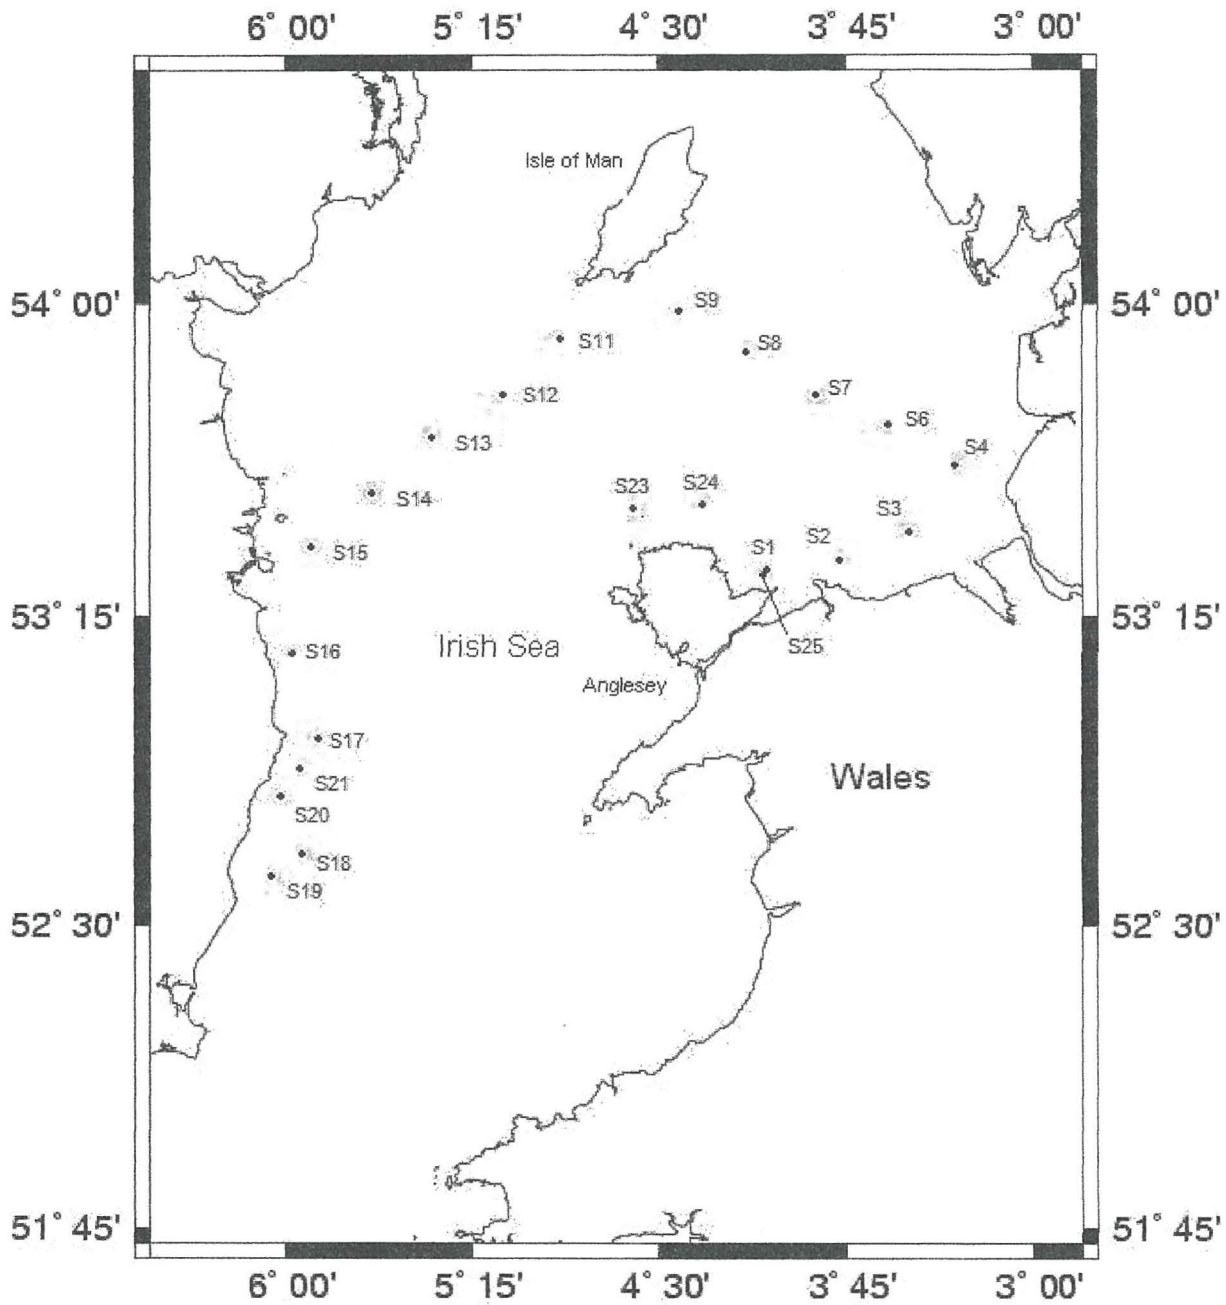 6° 00' 5° 15' 4° 30' 3° 45' 3° 00'
Isle of Man
54° 00' S9 54° 00'
S11 S8
S12 S7
S13 S6
S4
S14 S23 S24
S3
S15 S1 S2
53° 15' 53° 15'
S16 Irish Sea S25
Anglesey
S17
S21 Wales
S20
S18
S19
52° 30' 52° 30'
51° 45' 51° 45'
6° 00' 5° 15' 4° 30' 3° 45' 3° 00'